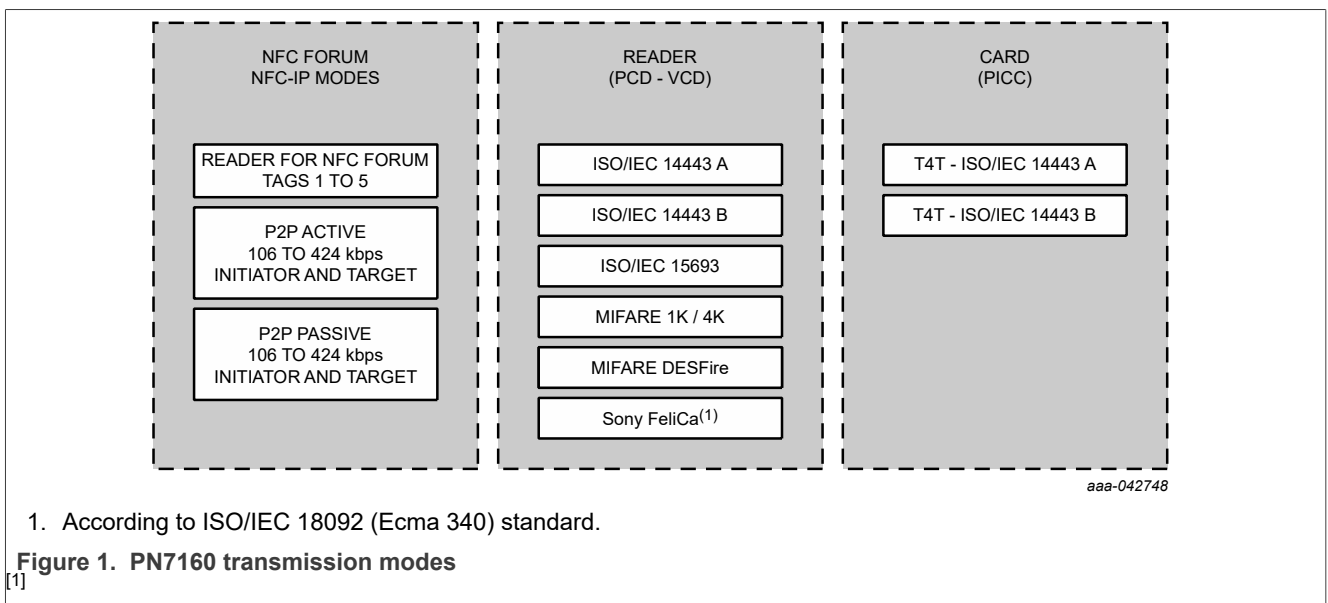 NFC FORUM
NFC-IP MODES
READER FOR NFC FORUM
TAGS 1 TO 5
P2P ACTIVE
106 TO 424 kbps
INITIATOR AND TARGET
P2P PASSIVE
106 TO 424 kbps
INITIATOR AND TARGET
READER
(PCD - VCD)
ISO/IEC 14443 A
ISO/IEC 14443 B
ISO/IEC 15693
MIFARE 1K / 4K
MIFARE DESFire
Sony FeliCa(1)
CARD
(PICC)
T4T - ISO/IEC 14443 A
T4T - ISO/IEC 14443 B
aaa-042748
1. According to ISO/IEC 18092 (Ecma 340) standard.
Figure 1. PN7160 transmission modes
[1]